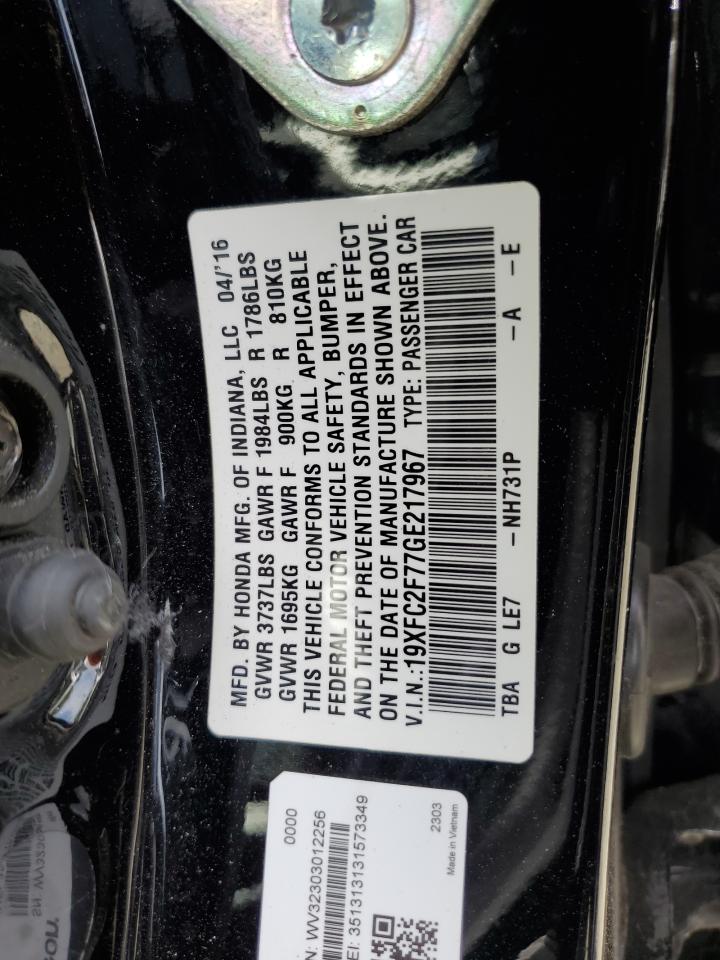 MFD. BY HONDA MFG. OF INDIANA, LLC 04/'16
GVWR 3737LBS GAWR F 1984LBS R 1786LBS
GVWR 1695KG GAWR F 900KG R 810KG
THIS VEHICLE CONFORMS TO ALL APPLICABLE
FEDERAL MOTOR VEHICLE SAFETY, BUMPER,
AND THEFT PREVENTION STANDARDS IN EFFECT
ON THE DATE OF MANUFACTURE SHOWN ABOVE.
V.I.N.:19XFC2F77GE217967 TYPE: PASSENGER CAR
TBA G LE7 -NH731P -A -E
0000
N: WV32303012256
EI: 351313131573349
2303
Made in Vietnam